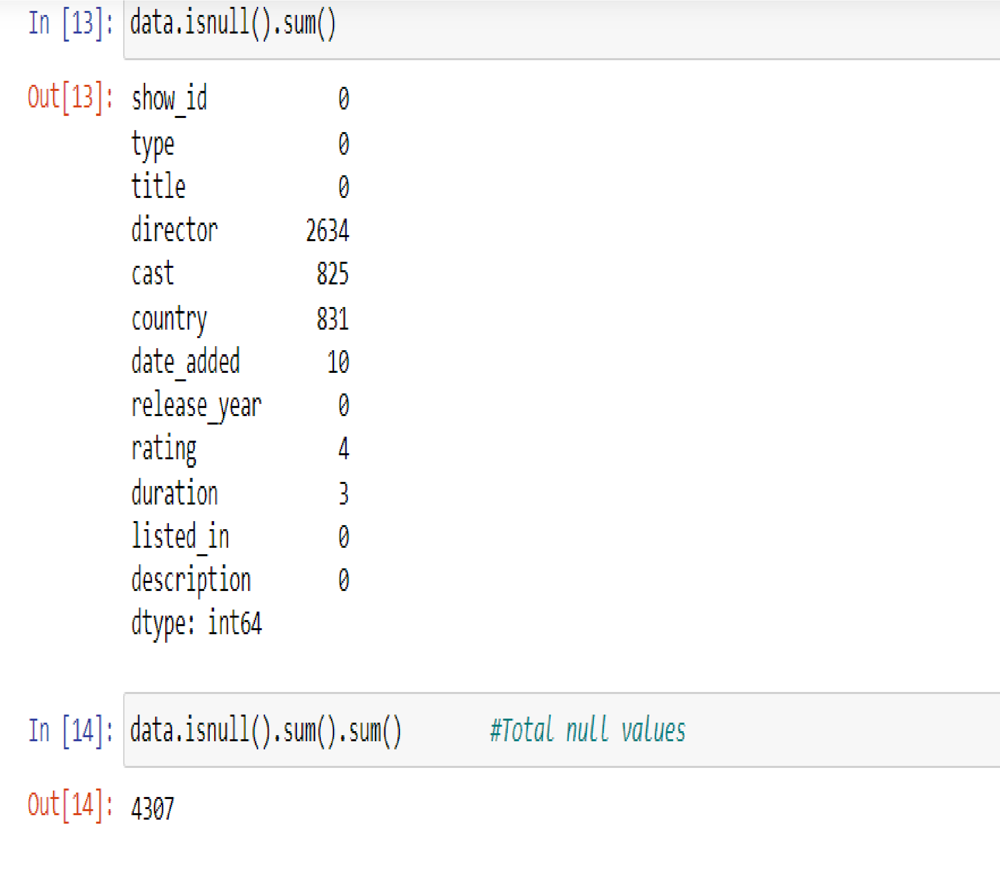 In [13]: data.isnull().sum()
Out[13]: show_id 0
type 0
title 0
director 2634
cast 825
country 831
date_added 10
release_year 0
rating 4
duration 3
listed_in 0
description 0
dtype: int64
In [14]: data.isnull().sum().sum() #Total null values
Out[14]: 4307